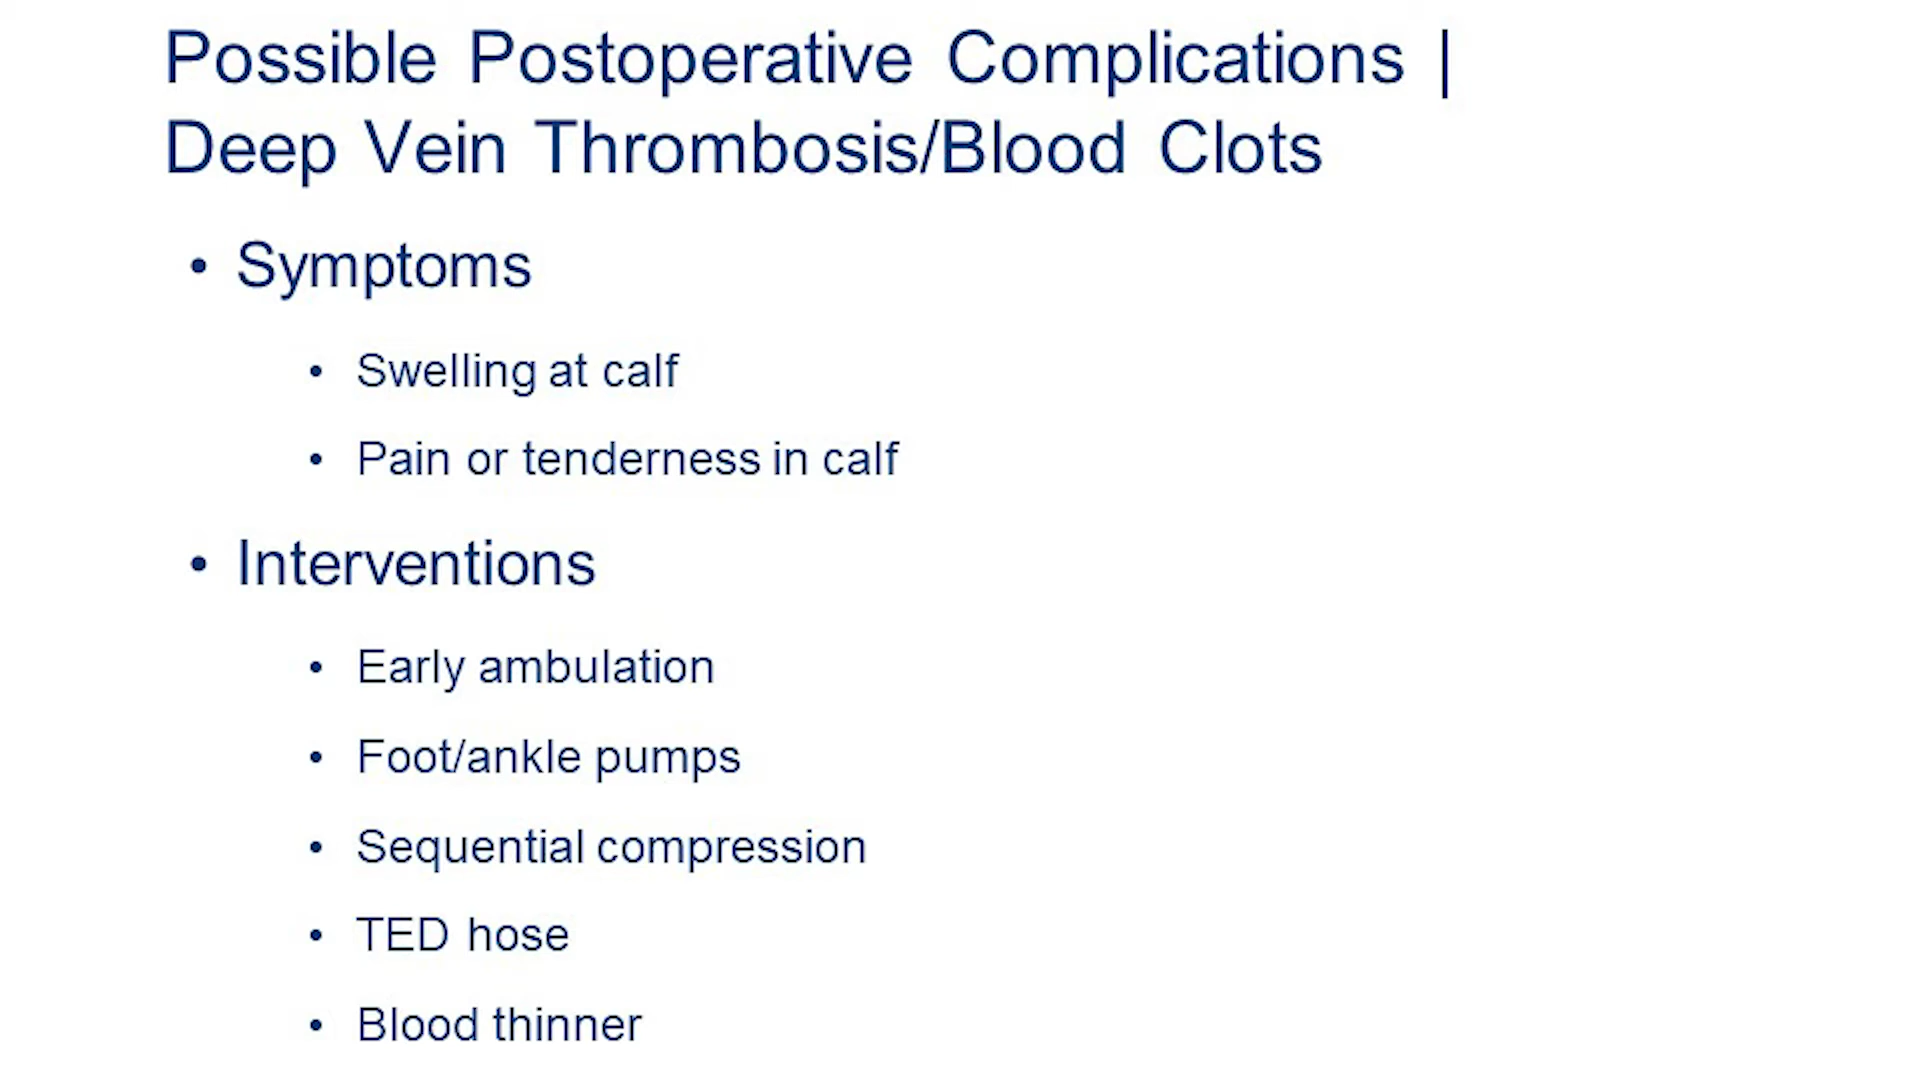 Possible Postoperative Complications |
Deep Vein Thrombosis/Blood Clots
• Symptoms
• Swelling at calf
• Pain or tenderness in calf
• Interventions
• Early ambulation
• Foot/ankle pumps
• Sequential compression
• TED hose
• Blood thinner